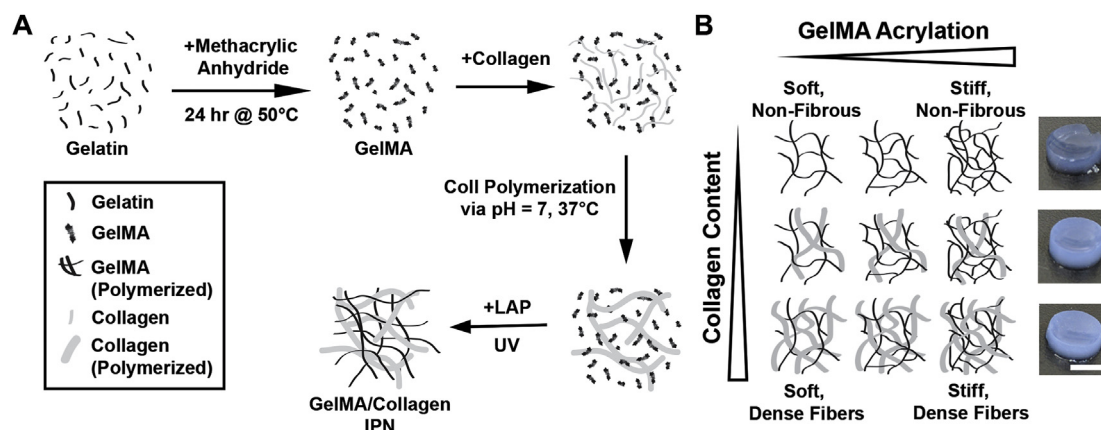 A
+Methacrylic
Anhydride
24 hr @ 50°C
+Collagen
Gelatin
GelMA
Coll Polymerization
via pH = 7, 37°C
Gelatin
GelMA
GelMA
(Polymerized)
Collagen
Collagen
(Polymerized)
+LAP
UV
GelMA/Collagen
IPN
B
GelMA Acrylation
Soft,
Non-Fibrous
Stiff,
Non-Fibrous
Collagen Content
Soft,
Dense Fibers
Stiff,
Dense Fibers